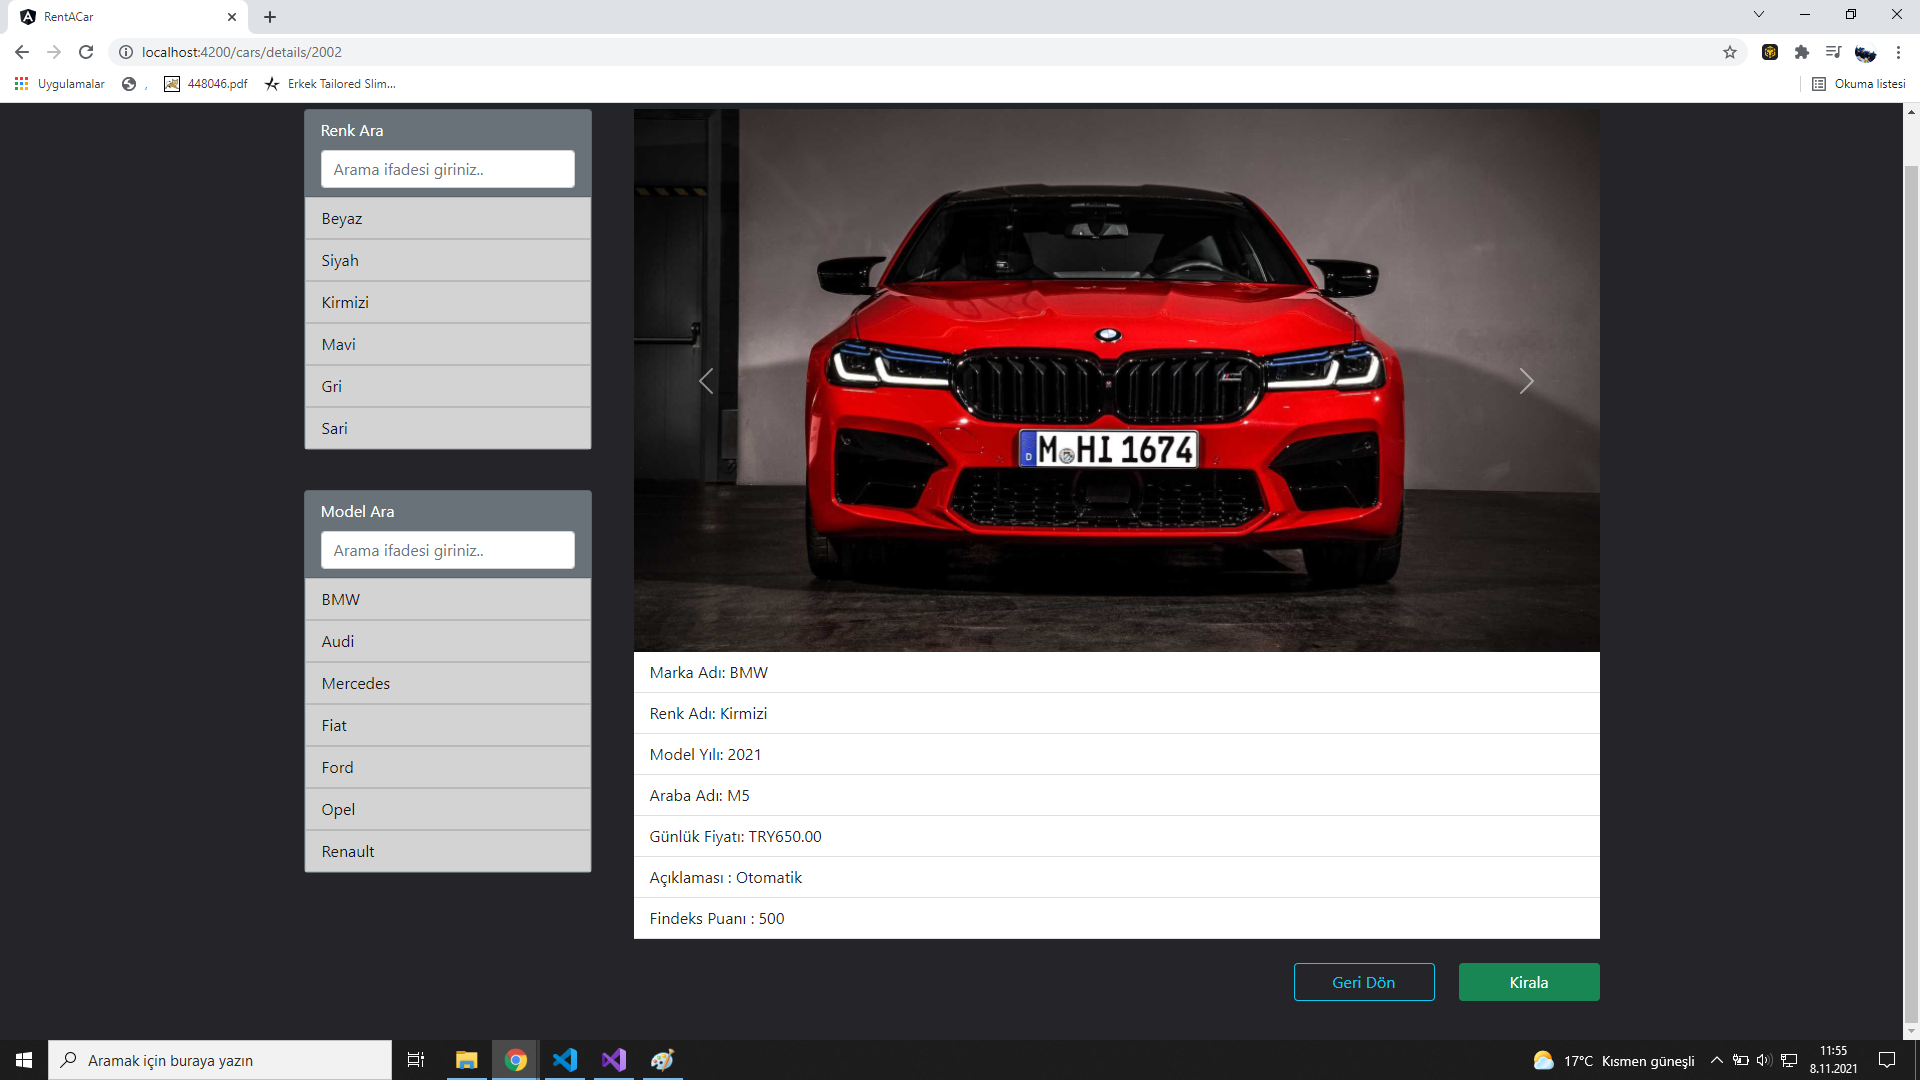 RentACar
localhost:4200/cars/details/2002
Uygulamalar
,
448046.pdf
Erkek Tailored Slim...
Okuma listesi
Renk Ara
Arama ifadesi giriniz..
Beyaz
Siyah
Kirmizi
Mavi
Gri
Sari
Model Ara
Arama ifadesi giriniz..
BMW
Audi
Mercedes
Fiat
Ford
Opel
Renault
D M HI 1674
Marka Adı: BMW
Renk Adı: Kirmizi
Model Yılı: 2021
Araba Adı: M5
Günlük Fiyatı: TRY650.00
Açıklaması : Otomatik
Findeks Puanı : 500
Geri Dön
Kirala
Aramak için buraya yazın
17°C Kısmen güneşli
11:55
8.11.2021